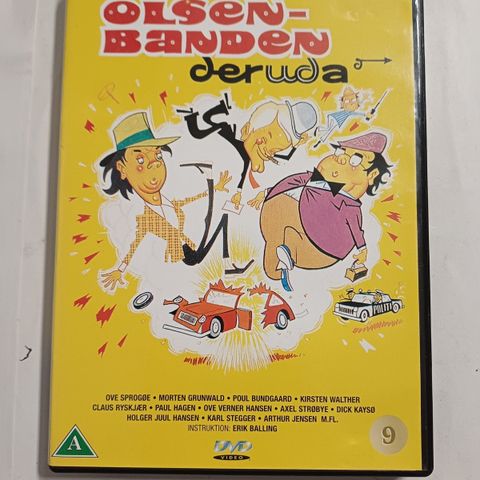 OLSEN-
BANDEN
deruda
POLITI
OVE SPROGØE • MORTEN GRUNWALD • POUL BUNDGAARD • KIRSTEN WALTHER
CLAUS RYSKJÆR • PAUL HAGEN • OVE VERNER HANSEN • AXEL STRØBYE • DICK KAYSØ
HOLGER JUUL HANSEN • KARL STEGGER • ARTHUR JENSEN M.FL.
INSTRUKTION: ERIK BALLING
A
DVD
VIDEO
9